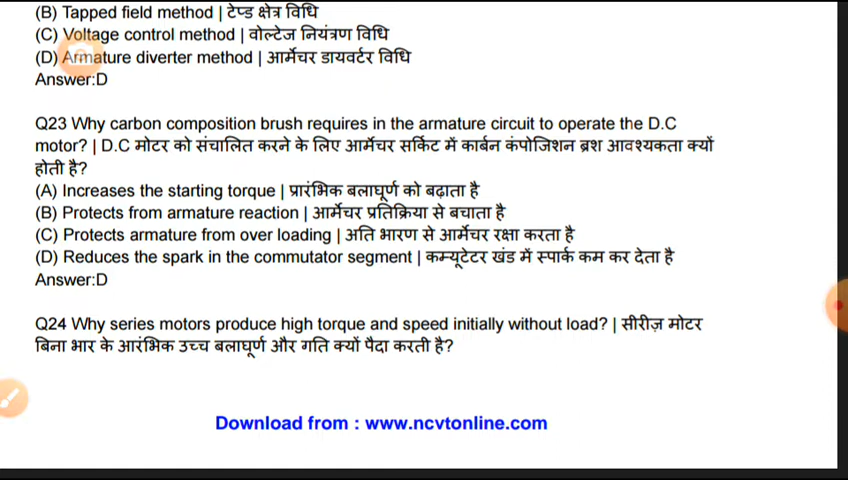 (B) Tapped field method | टेप्ड क्षेत्र विधि
(C) Voltage control method | वोल्टेज नियंत्रण विधि
(D) Armature diverter method | आर्मेचर डायवर्टर विधि
Answer:D
Q23 Why carbon composition brush requires in the armature circuit to operate the D.C
motor? | D.C मोटर को संचालित करने के लिए आर्मेचर सर्किट में कार्बन कंपोजिशन ब्रश आवश्यकता क्यों
होती है?
(A) Increases the starting torque | प्रारंभिक बलाघूर्ण को बढ़ाता है
(B) Protects from armature reaction | आर्मेचर प्रतिक्रिया से बचाता है
(C) Protects armature from over loading | अति भारण से आर्मेचर रक्षा करता है
(D) Reduces the spark in the commutator segment | कम्यूटेटर खंड में स्पार्क कम कर देता है
Answer:D
Q24 Why series motors produce high torque and speed initially without load? | सीरीज़ मोटर
बिना भार के आरंभिक उच्च बलाघूर्ण और गति क्यों पैदा करती है?
Download from : www.ncvtonline.com